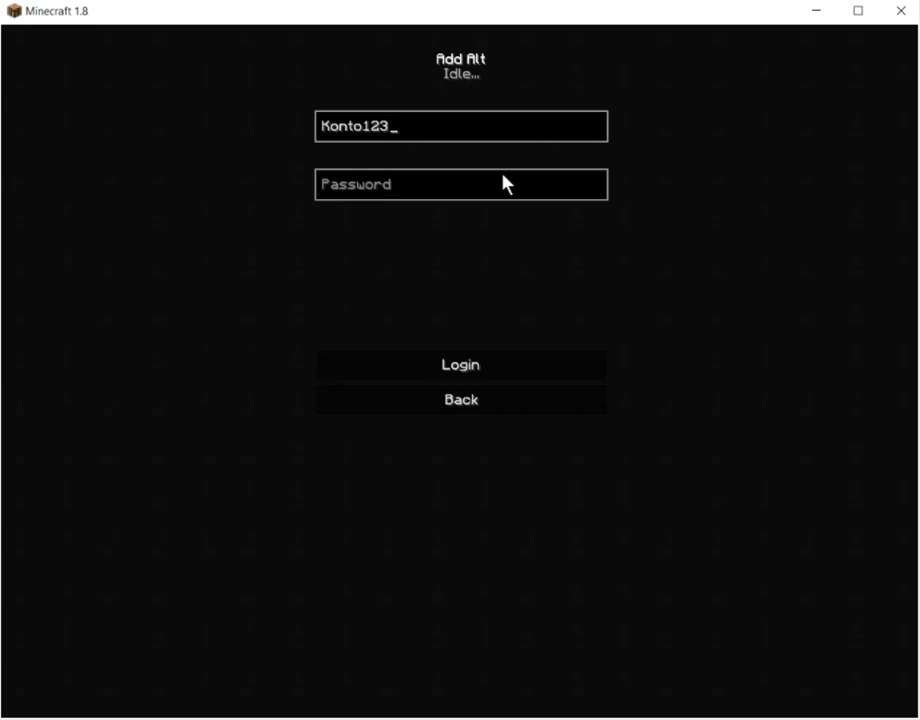 Minecraft 1.8
Add Alt
Idle...
Konto123_
Password
Login
Back